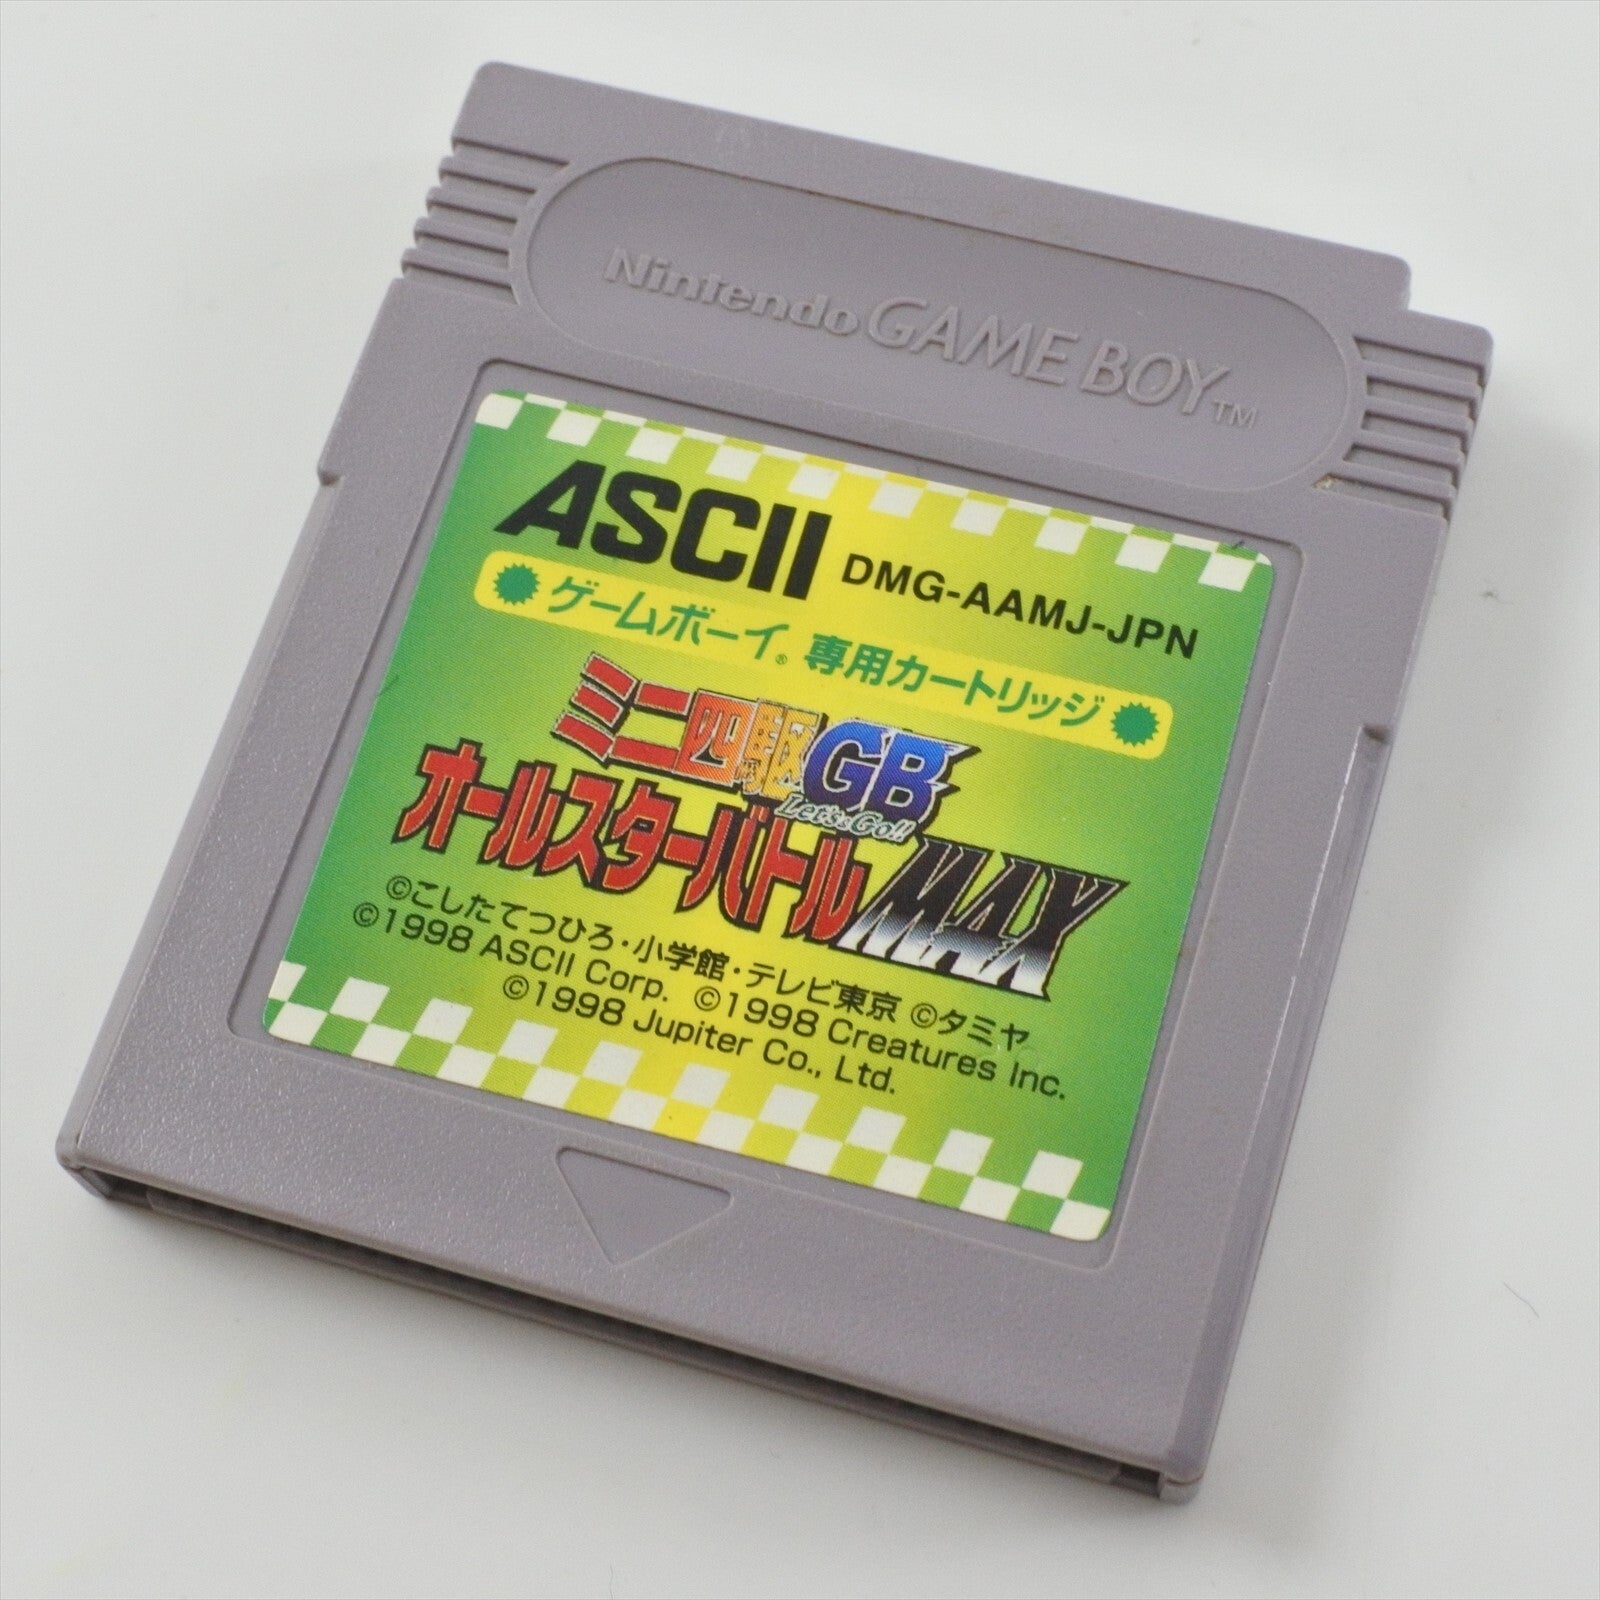 Nintendo GAME BOY TM
ASCII DMG-AAMJ-JPN
ゲームボーイ® 専用カートリッジ
ミニ四駆GB
Let's Go!!
オールスターバトルMAX
©こしたてつひろ・小学館・テレビ東京 ©タミヤ
©1998 ASCII Corp. ©1998 Creatures Inc.
©1998 Jupiter Co., Ltd.